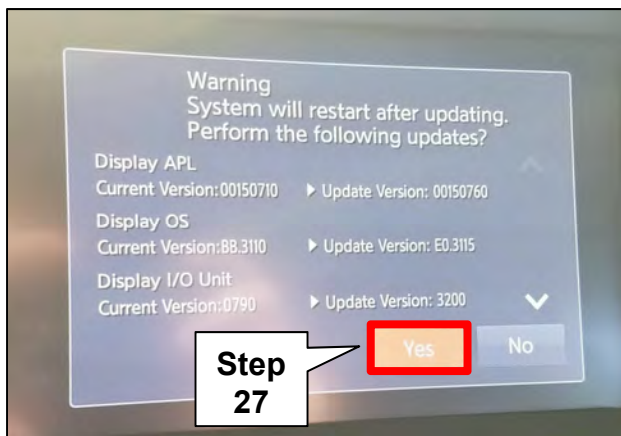 Warning
System will restart after updating.
Perform the following updates?
Display APL
Current Version:00150710 ▶ Update Version: 00150760
Display OS
Current Version:BB.3110 ▶ Update Version: E0.3115
Display I/O Unit
Current Version:0790 ▶ Update Version: 3200
Yes No
Step
27